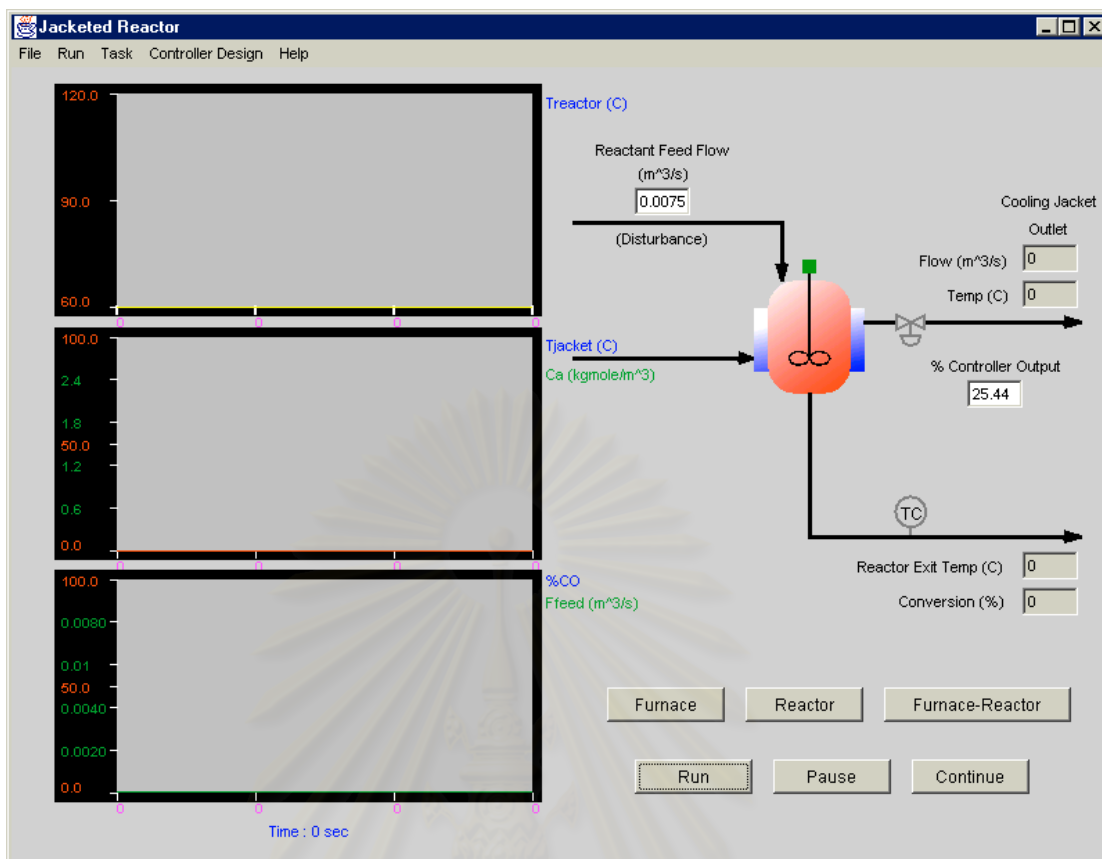 Jacketed Reactor
File Run Task Controller Design Help
120.0
90.0
60.0
0 0 0 0
Treactor (C)
100.0
2.4
1.8
50.0
1.2
0.6
0.0
0 0 0 0
Tjacket (C)
Ca (kgmole/m^3)
100.0
0.0080
0.01
50.0
0.0040
0.0020
0.0
0 0 0 0
%CO
Ffeed (m^3/s)
Time : 0 sec
Reactant Feed Flow
(m^3/s)
0.0075
(Disturbance)
Cooling Jacket
Outlet
Flow (m^3/s) 0
Temp (C) 0
% Controller Output
25.44
TC
Reactor Exit Temp (C) 0
Conversion (%) 0
Furnace Reactor Furnace-Reactor
Run Pause Continue